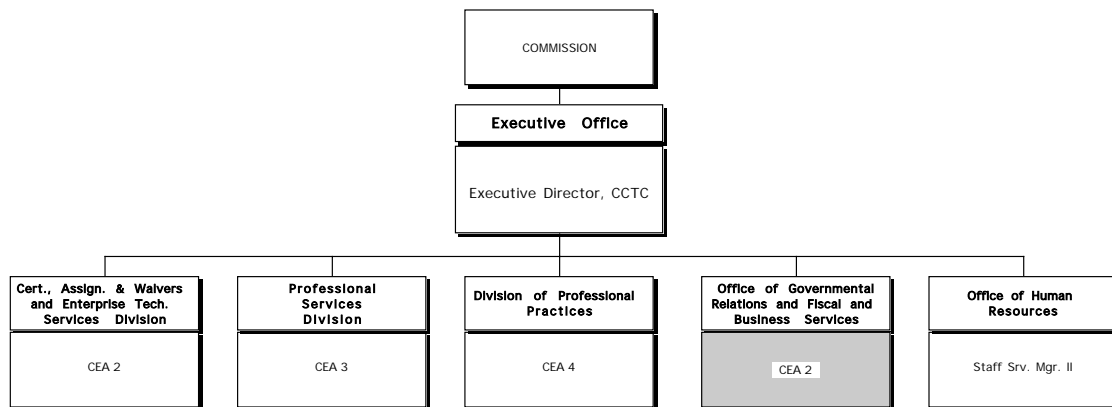 COMMISSION
Executive Office
Executive Director, CCTC
Cert., Assign. & Waivers
and Enterprise Tech.
Services Division
CEA 2
Professional
Services
Division
CEA 3
Division of Professional
Practices
CEA 4
Office of Governmental
Relations and Fiscal and
Business Services
CEA 2
Office of Human
Resources
Staff Srv. Mgr. II